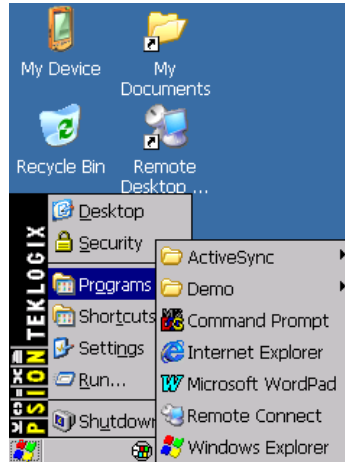 My Device
My
Documents
Recycle Bin
Remote
Desktop ...
PSION TEKLOGIX
Desktop
Security
Programs
Shortcuts
Settings
Run...
Shutdown
ActiveSync
Demo
Command Prompt
Internet Explorer
Microsoft WordPad
Remote Connect
Windows Explorer